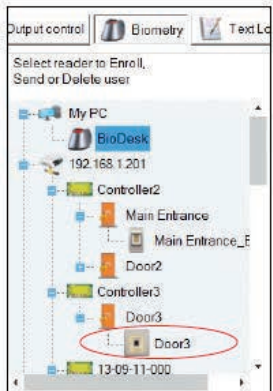 Output control Biometry Text Lo
Select reader to Enroll,
Send or Delete user
My PC
BioDesk
192.168.1.201
Controller2
Main Entrance
Main Entrance_E
Door2
Controller3
Door3
Door3
13-09-11-000